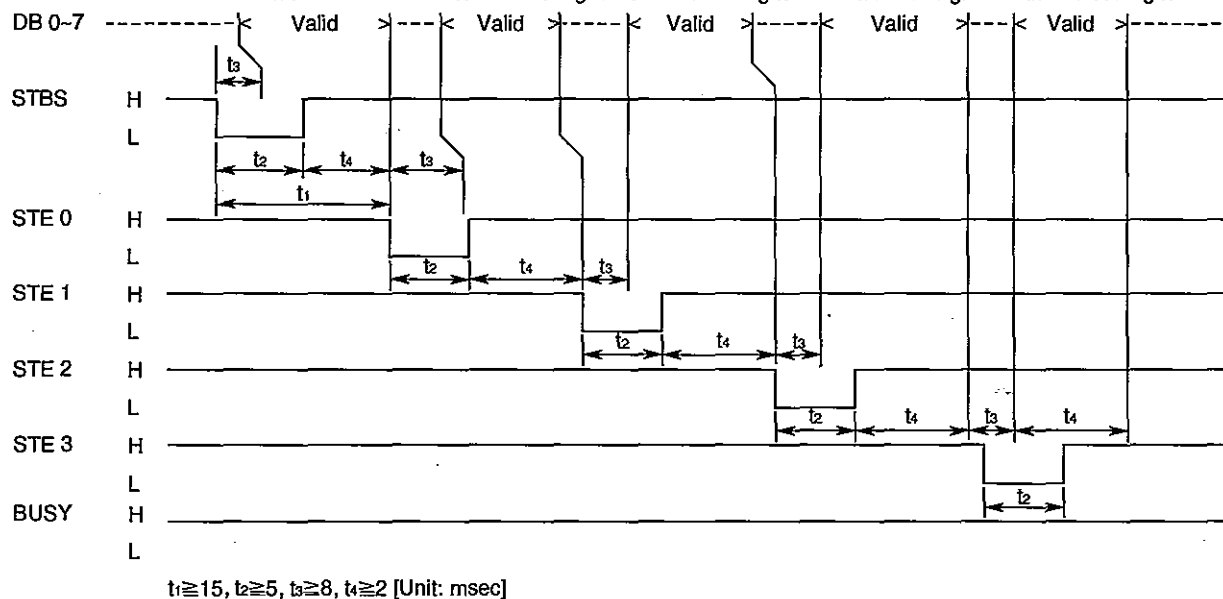 DB 0~7 Valid Valid Valid Valid Valid
t3
STBS H
L
t2 t4 t3
t1
STE 0 H
L
t2 t4 t3
STE 1 H
L
t2 t4 t3
STE 2 H
L
t2 t4 t3 t4
STE 3 H
L
t2
BUSY H
L
t1≧15, t2≧5, t3≧8, t4≧2 [Unit: msec]